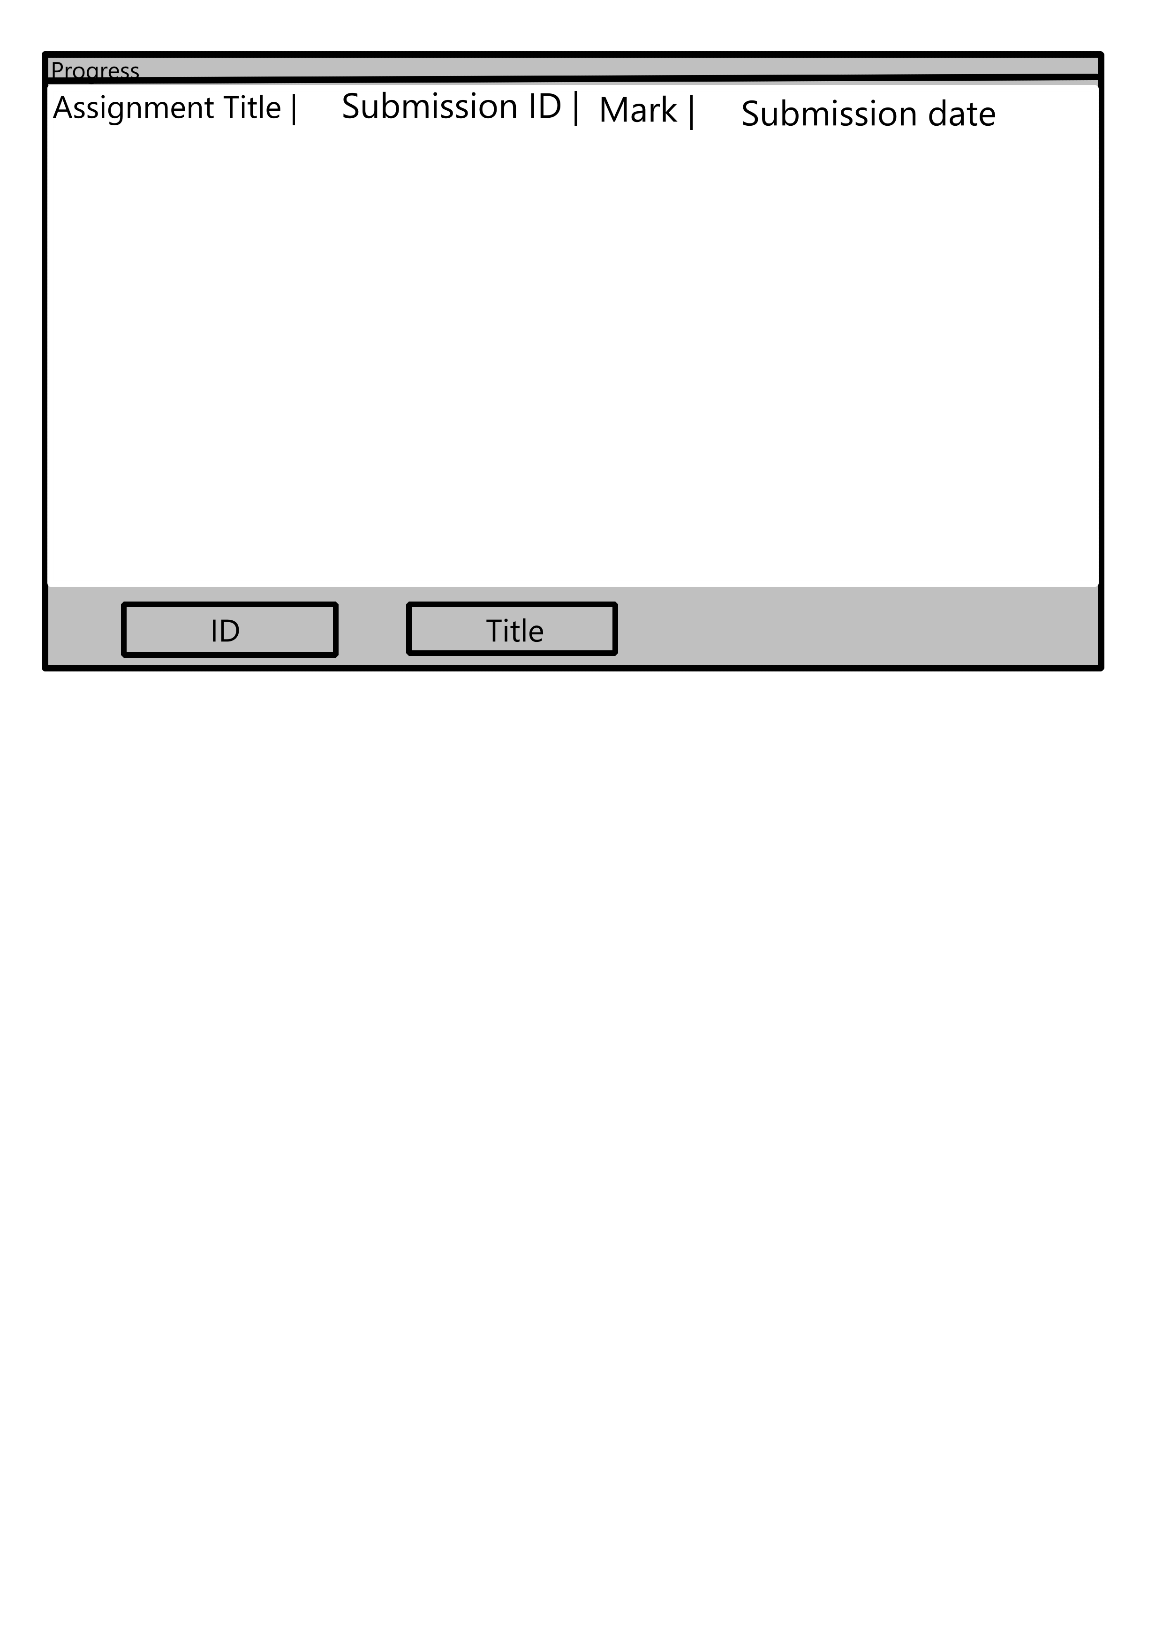 Progress
Assignment Title | Submission ID | Mark | Submission date
ID Title